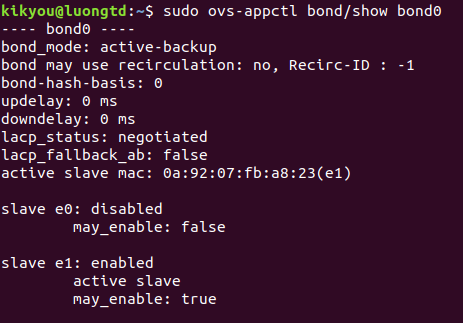 kikyou@luongtd:~$ sudo ovs-appctl bond/show bond0
---- bond0 ----
bond_mode: active-backup
bond may use recirculation: no, Recirc-ID : -1
bond-hash-basis: 0
updelay: 0 ms
downdelay: 0 ms
lacp_status: negotiated
lacp_fallback_ab: false
active slave mac: 0a:92:07:fb:a8:23(e1)

slave e0: disabled
        may_enable: false

slave e1: enabled
        active slave
        may_enable: true